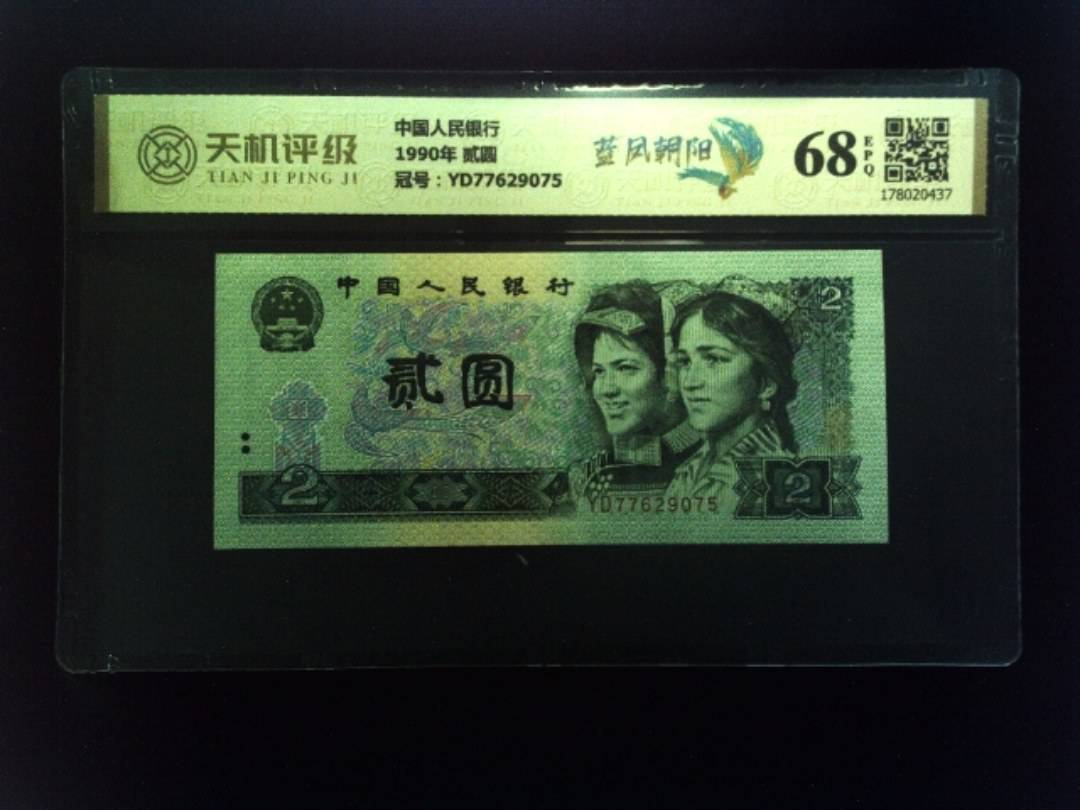 天机评级
TIAN JI PING JI
中国人民银行
1990年 贰圆
冠号：YD77629075
蓝凤朝阳
68
EPQ
178020437
中国人民银行
2
贰圆
2
YD77629075
2